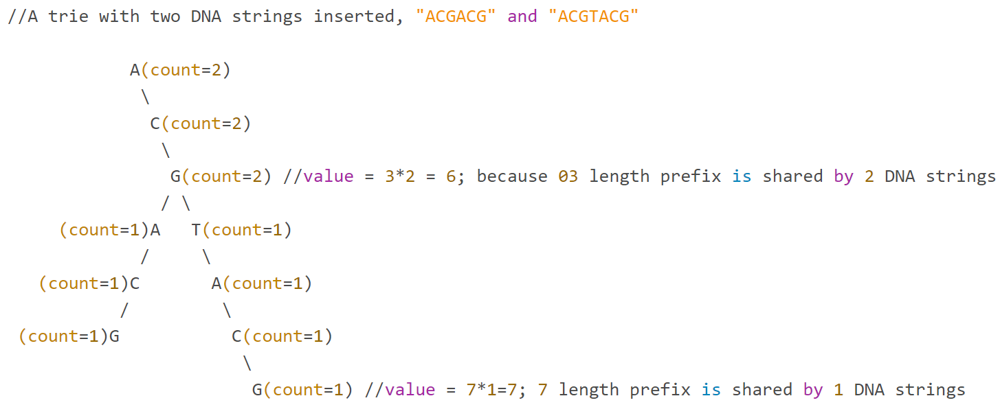 //A trie with two DNA strings inserted, "ACGACG" and "ACGTACG"
A(count=2)
\
C(count=2)
\
G(count=2) //value = 3*2 = 6; because 03 length prefix is shared by 2 DNA strings
/ \
(count=1)A T(count=1)
/ \
(count=1)C A(count=1)
/ \
(count=1)G C(count=1)
\
G(count=1) //value = 7*1=7; 7 length prefix is shared by 1 DNA strings